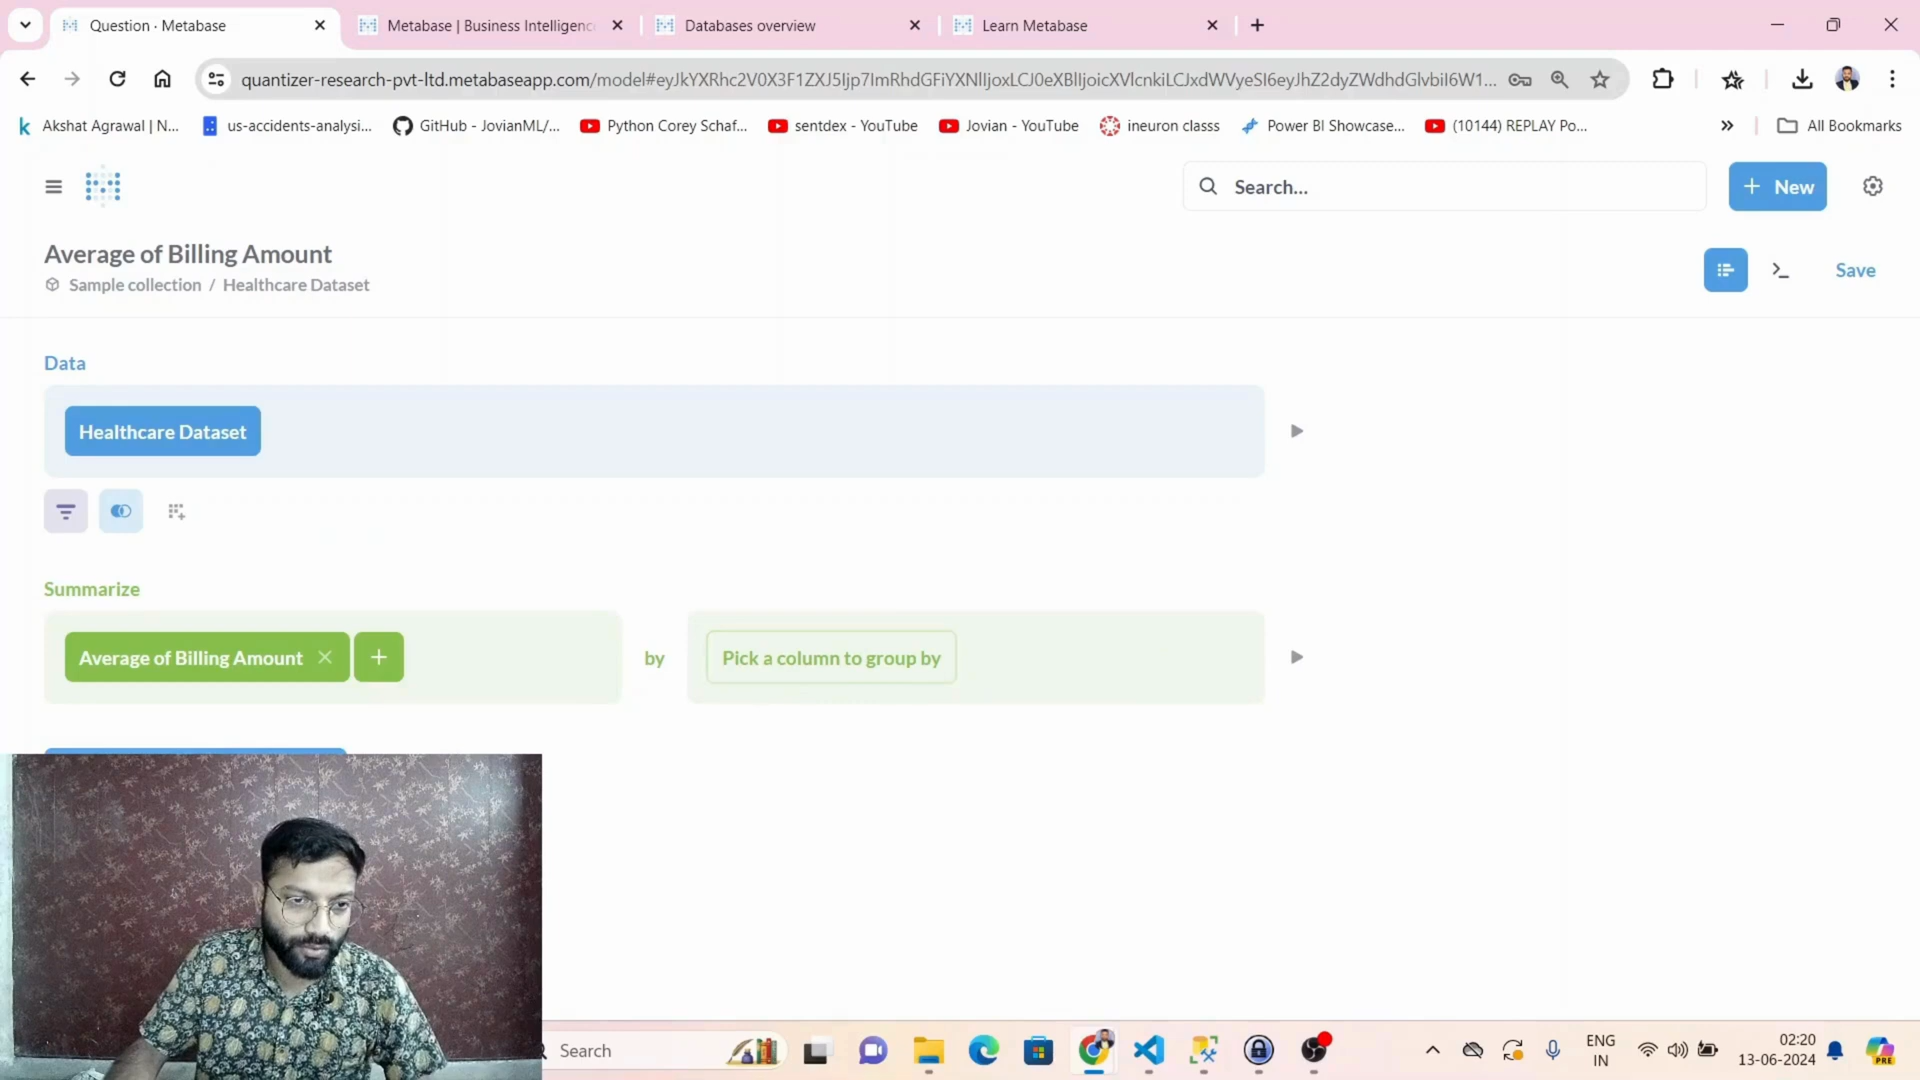 Question · Metabase
Metabase | Business Intelligenc
Databases overview
Learn Metabase
quantizer-research-pvt-ltd.metabaseapp.com/model#eyJkYXRhc2V0X3F1ZXJ5Ijp7ImRhdGFiYXNlIjoxLCJ0eXBlIjoicXVlcnkiLCJxdWVyeSI6eyJhZ2dyZWdhdGlvbiI6W1...
Akshat Agrawal | N...
us-accidents-analysi...
GitHub - JovianML/...
Python Corey Schaf...
sentdex - YouTube
Jovian - YouTube
ineuron classs
Power BI Showcase...
(10144) REPLAY Po...
All Bookmarks
Search...
New
Average of Billing Amount
Sample collection / Healthcare Dataset
Save
Data
Healthcare Dataset
Summarize
Average of Billing Amount
by
Pick a column to group by
Search
ENG
IN
02:20
13-06-2024
PRE